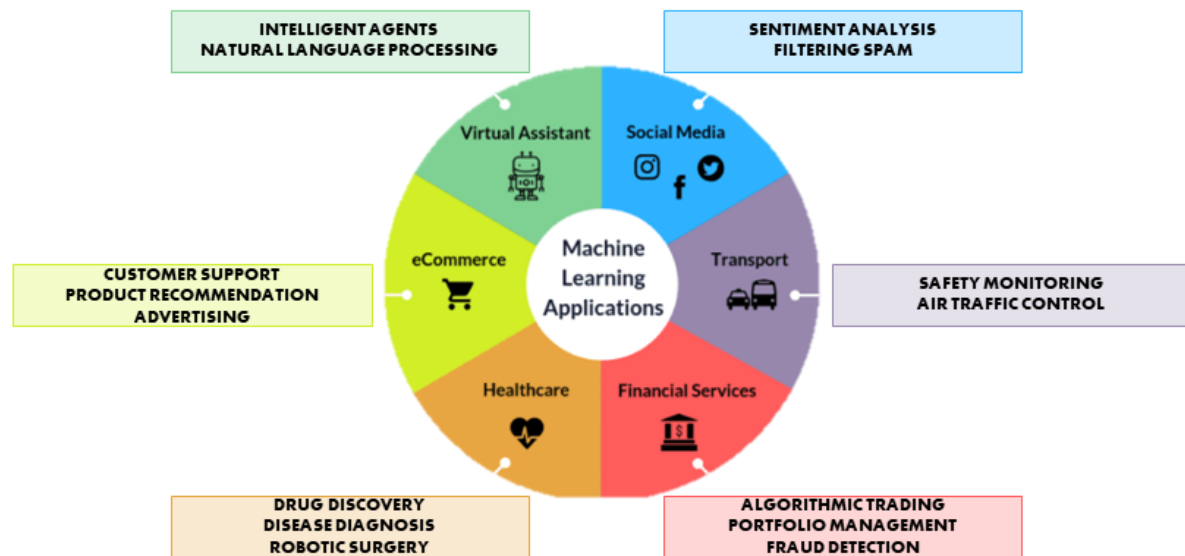 INTELLIGENT AGENTS
NATURAL LANGUAGE PROCESSING
SENTIMENT ANALYSIS
FILTERING SPAM
Virtual Assistant
Social Media
eCommerce
Machine
Learning
Applications
Transport
CUSTOMER SUPPORT
PRODUCT RECOMMENDATION
ADVERTISING
SAFETY MONITORING
AIR TRAFFIC CONTROL
Healthcare
Financial Services
$
DRUG DISCOVERY
DISEASE DIAGNOSIS
ROBOTIC SURGERY
ALGORITHMIC TRADING
PORTFOLIO MANAGEMENT
FRAUD DETECTION